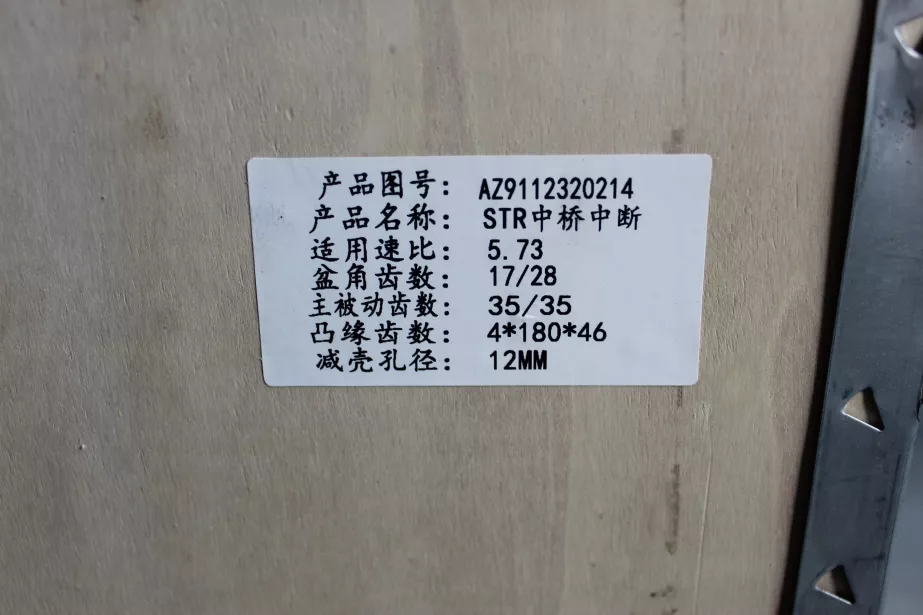 产品图号: AZ9112320214
产品名称: STR中桥中断
适用速比: 5.73
盆角齿数: 17/28
主被动齿数: 35/35
凸缘齿数: 4*180*46
减壳孔径: 12MM